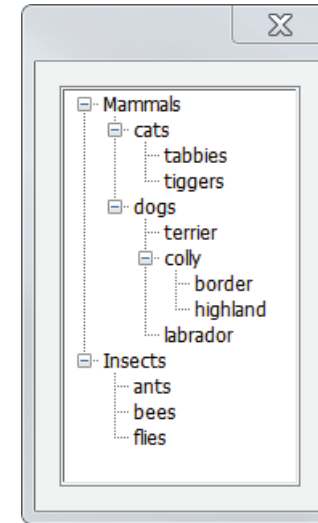 Mammals
cats
tabbies
tiggers
dogs
terrier
colly
border
highland
labrador
Insects
ants
bees
flies